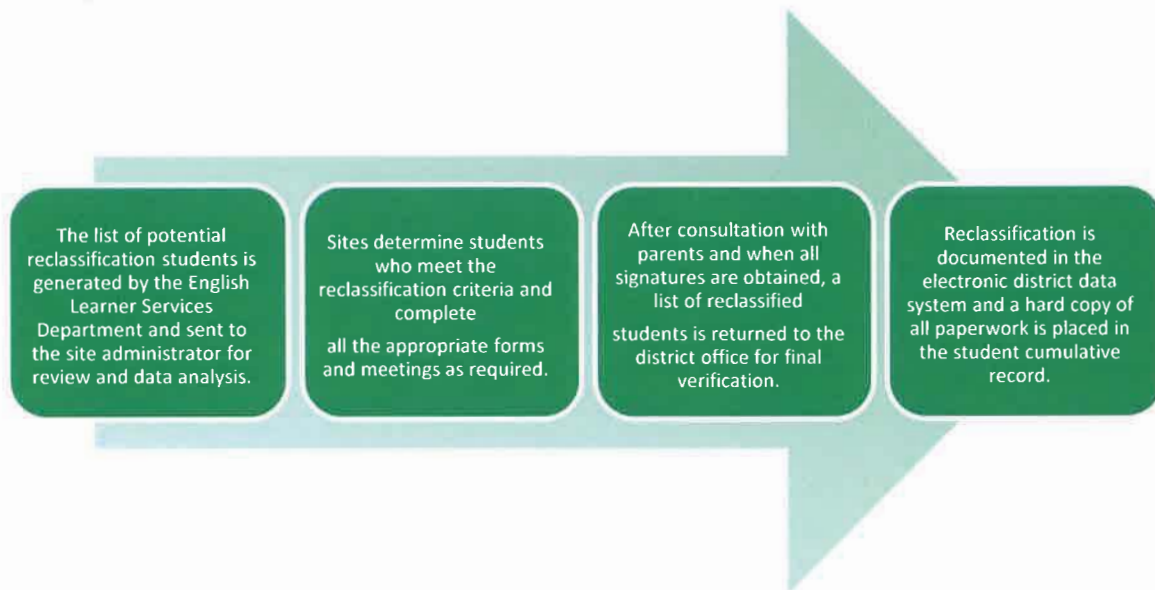 The list of potential
reclassification students is
generated by the English
Learner Services
Department and sent to
the site administrator for
review and data analysis.
Sites determine students
who meet the
reclassification criteria and
complete
all the appropriate forms
and meetings as required.
After consultation with
parents and when all
signatures are obtained, a
list of reclassified
students is returned to the
district office for final
verification.
Reclassification is
documented in the
electronic district data
system and a hard copy of
all paperwork is placed in
the student cumulative
record.